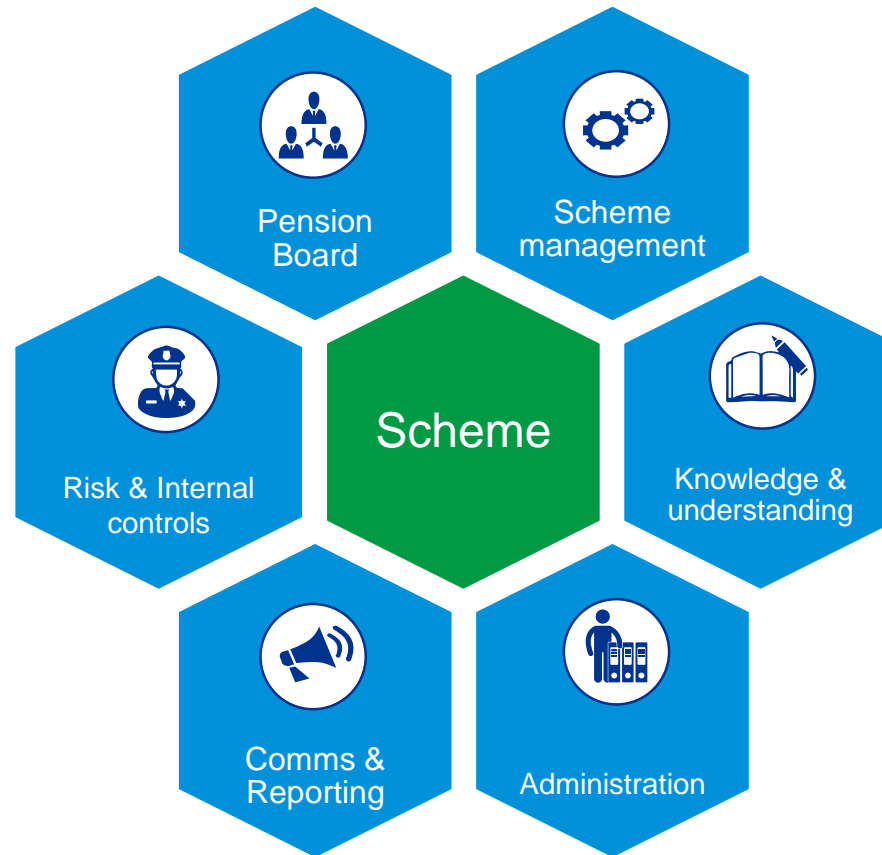 Pension
Board
Scheme
management
Risk & Internal
controls
Scheme
Knowledge &
understanding
Comms &
Reporting
Administration